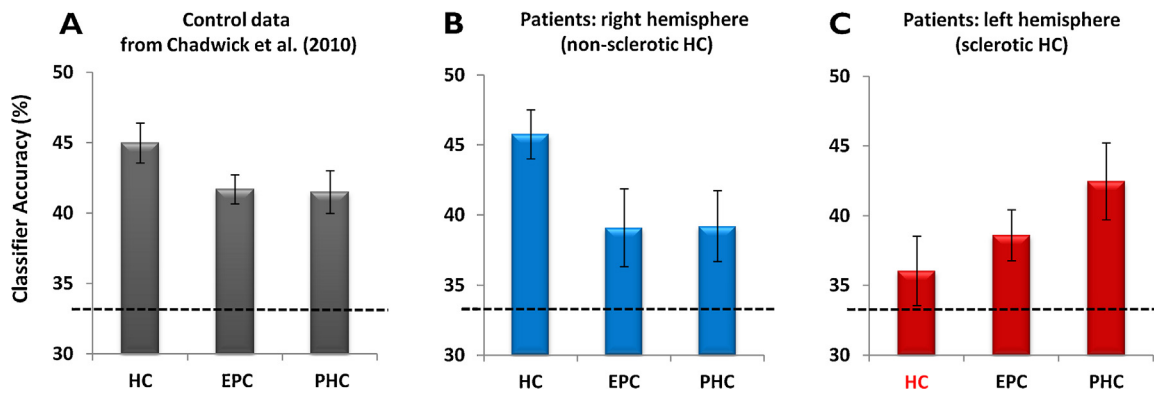 A
Control data
from Chadwick et al. (2010)
Classifier Accuracy (%)
50
45
40
35
30
HC
EPC
PHC
B
Patients: right hemisphere
(non-sclerotic HC)
50
45
40
35
30
HC
EPC
PHC
C
Patients: left hemisphere
(sclerotic HC)
50
45
40
35
30
HC
EPC
PHC